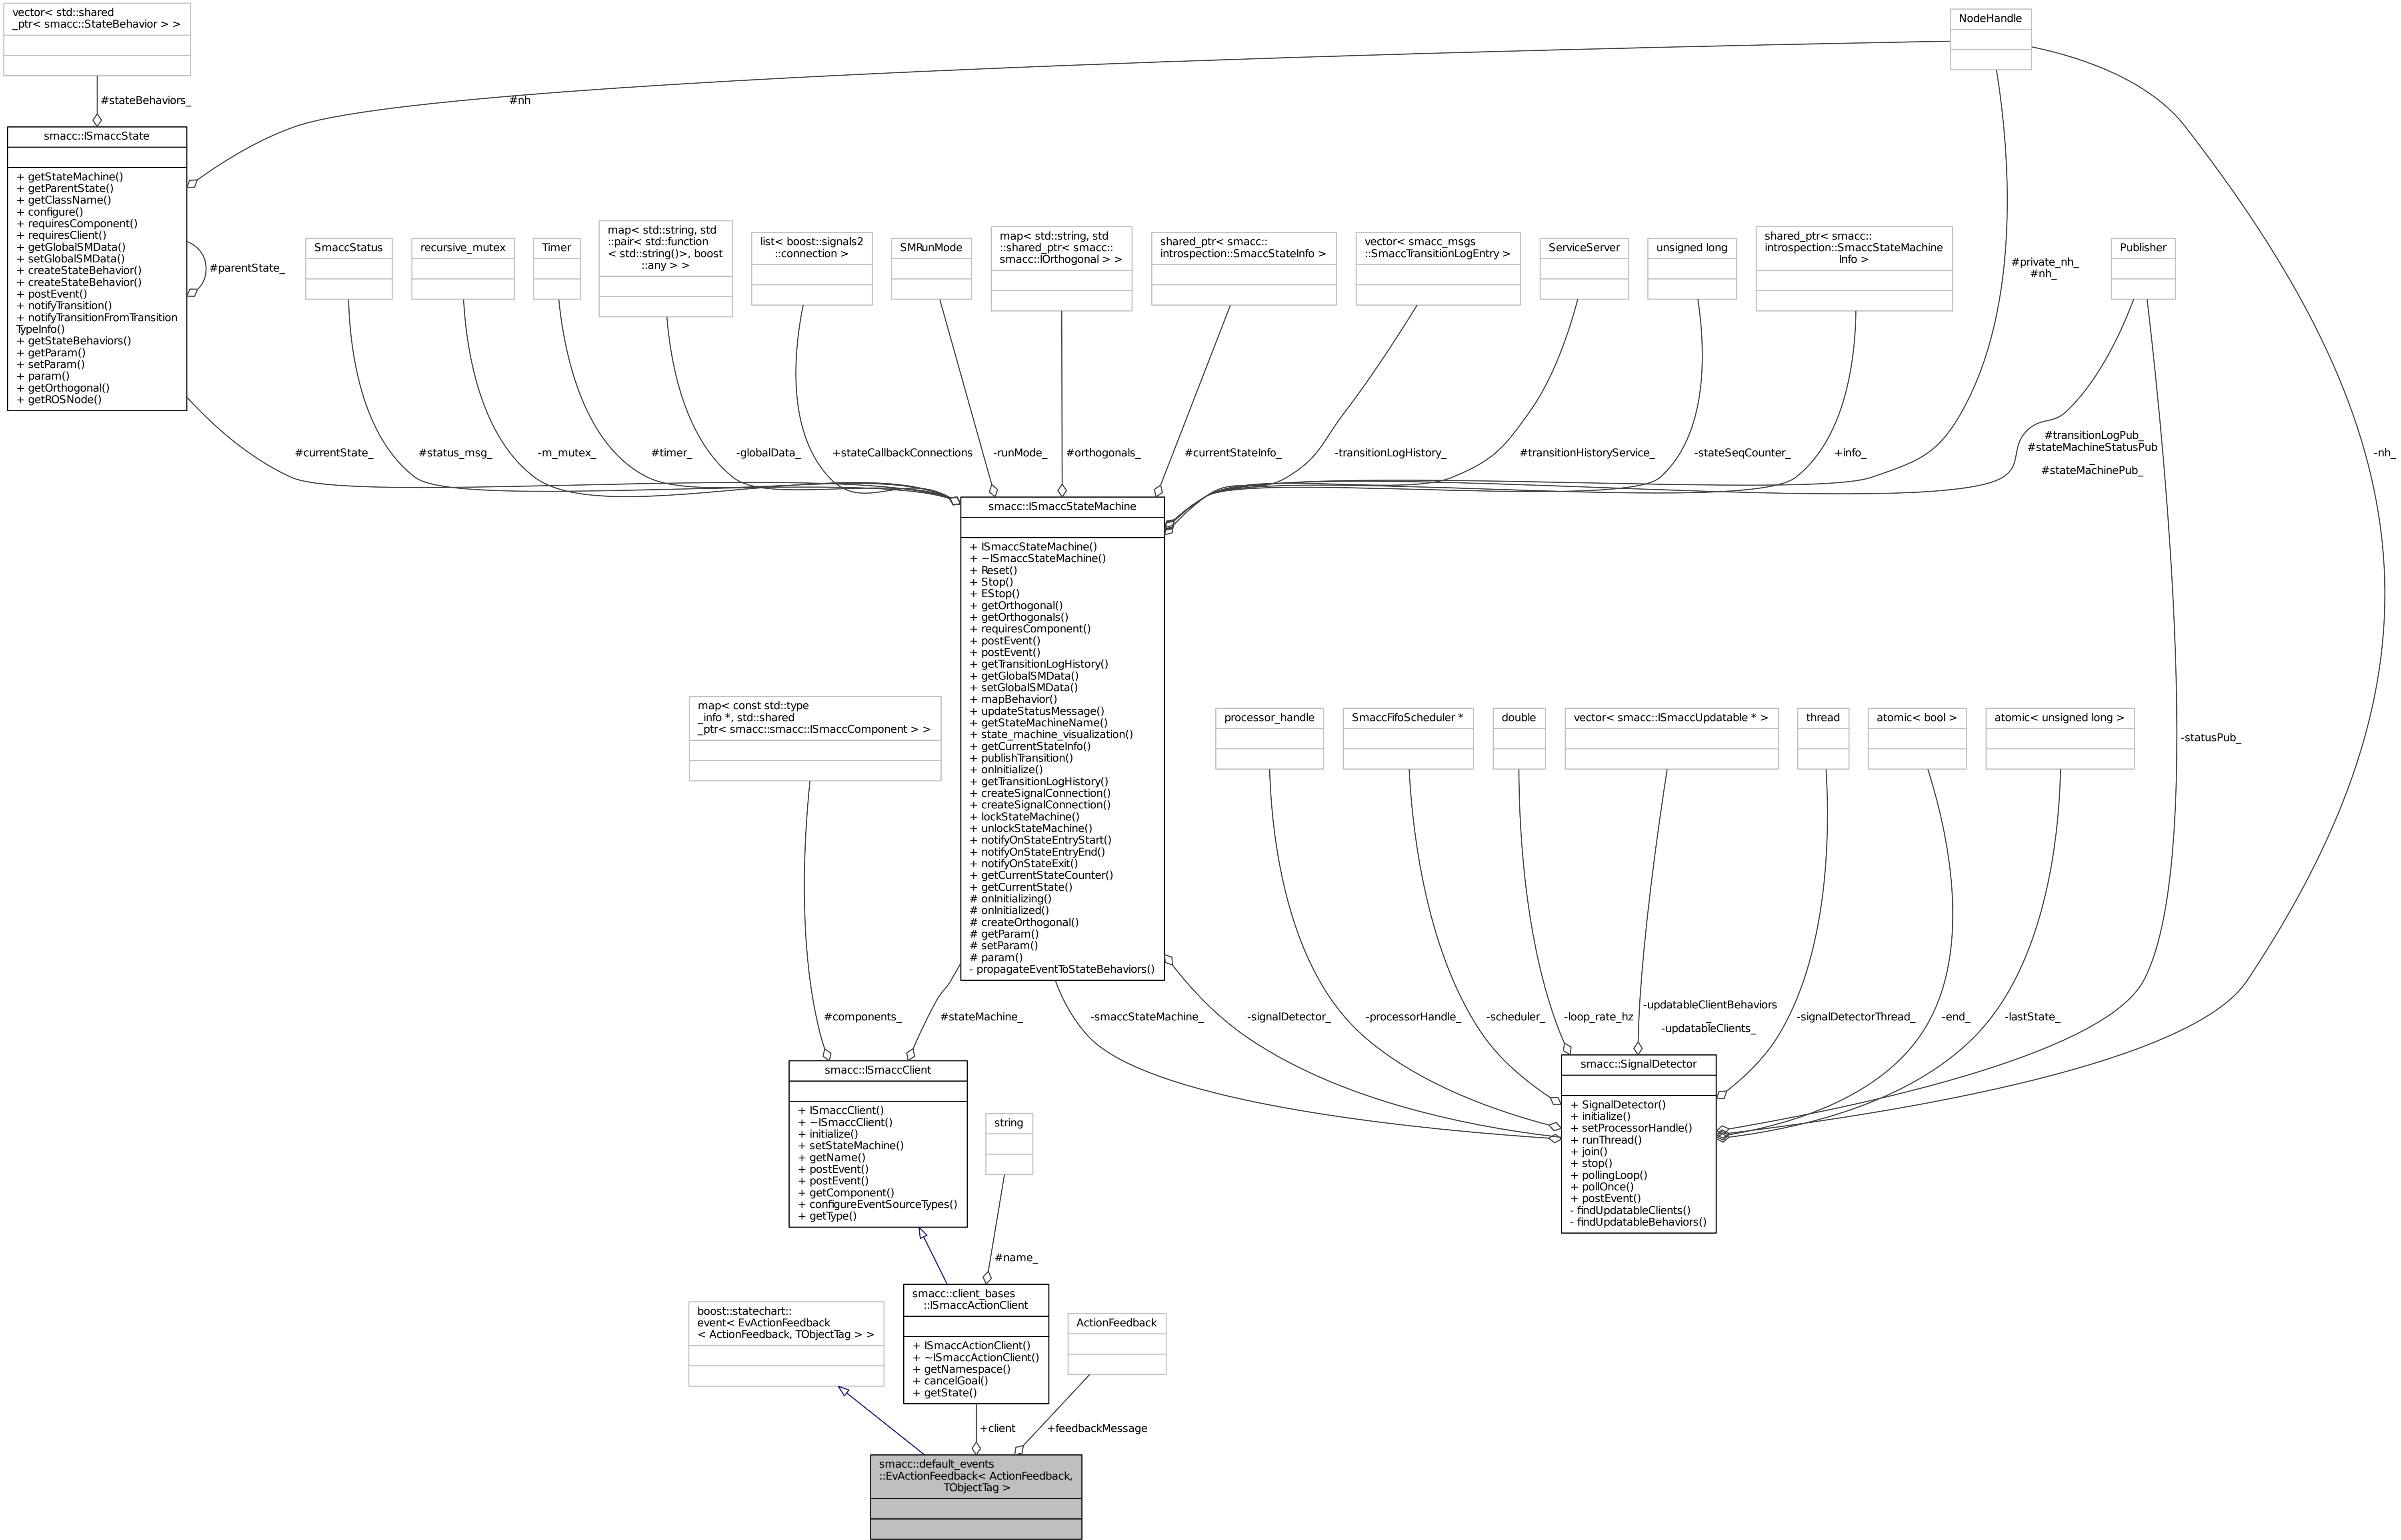 vector< std::shared
_ptr< smacc::StateBehavior > >
NodeHandle
#stateBehaviors_
#nh
smacc::ISmaccState
+ getStateMachine()
+ getParentState()
+ getClassName()
+ configure()
+ requiresComponent()
+ requiresClient()
+ getGlobalSMData()
+ setGlobalSMData()
+ createStateBehavior()
+ createStateBehavior()
+ postEvent()
+ notifyTransition()
+ notifyTransitionFromTransition
TypeInfo()
+ getStateBehaviors()
+ getParam()
+ setParam()
+ param()
+ getOrthogonal()
+ getROSNode()
#parentState_
SmaccStatus
recursive_mutex
Timer
map< std::string, std
::pair< std::function
< std::string()>, boost
::any > >
list< boost::signals2
::connection >
SMRunMode
map< std::string, std
::shared_ptr< smacc::
smacc::IOrthogonal > >
shared_ptr< smacc::
introspection::SmaccStateInfo >
vector< smacc_msgs
::SmaccTransitionLogEntry >
ServiceServer
unsigned long
shared_ptr< smacc::
introspection::SmaccStateMachine
Info >
#private_nh_
#nh_
Publisher
#currentState_
#status_msg_
-m_mutex_
#timer_
-globalData_
+stateCallbackConnections
-runMode_
#orthogonals_
#currentStateInfo_
-transitionLogHistory_
#transitionHistoryService_
-stateSeqCounter_
+info_
#transitionLogPub_
#stateMachineStatusPub
_
#stateMachinePub_
-nh_
smacc::ISmaccStateMachine
+ ISmaccStateMachine()
+ ~ISmaccStateMachine()
+ Reset()
+ Stop()
+ EStop()
+ getOrthogonal()
+ getOrthogonals()
+ requiresComponent()
+ postEvent()
+ postEvent()
+ getTransitionLogHistory()
+ getGlobalSMData()
+ setGlobalSMData()
+ mapBehavior()
+ updateStatusMessage()
+ getStateMachineName()
+ state_machine_visualization()
+ getCurrentStateInfo()
+ publishTransition()
+ onInitialize()
+ getTransitionLogHistory()
+ createSignalConnection()
+ createSignalConnection()
+ lockStateMachine()
+ unlockStateMachine()
+ notifyOnStateEntryStart()
+ notifyOnStateEntryEnd()
+ notifyOnStateExit()
+ getCurrentStateCounter()
+ getCurrentState()
# onInitializing()
# onInitialized()
# createOrthogonal()
# getParam()
# setParam()
# param()
- propagateEventToStateBehaviors()
map< const std::type
_info *, std::shared
_ptr< smacc::smacc::ISmaccComponent > >
processor_handle
SmaccFifoScheduler *
double
vector< smacc::ISmaccUpdatable * >
thread
atomic< bool >
atomic< unsigned long >
-statusPub_
#components_
#stateMachine_
-smaccStateMachine_
-signalDetector_
-processorHandle_
-scheduler_
-loop_rate_hz
-updatableClientBehaviors
_
-updatableClients_
-signalDetectorThread_
-end_
-lastState_
smacc::ISmaccClient
+ ISmaccClient()
+ ~ISmaccClient()
+ initialize()
+ setStateMachine()
+ getName()
+ postEvent()
+ postEvent()
+ getComponent()
+ configureEventSourceTypes()
+ getType()
smacc::SignalDetector
+ SignalDetector()
+ initialize()
+ setProcessorHandle()
+ runThread()
+ join()
+ stop()
+ pollingLoop()
+ pollOnce()
+ postEvent()
- findUpdatableClients()
- findUpdatableBehaviors()
string
#name_
smacc::client_bases
::ISmaccActionClient
+ ISmaccActionClient()
+ ~ISmaccActionClient()
+ getNamespace()
+ cancelGoal()
+ getState()
boost::statechart::
event< EvActionFeedback
< ActionFeedback, TObjectTag > >
ActionFeedback
+client
+feedbackMessage
smacc::default_events
::EvActionFeedback< ActionFeedback,
TObjectTag >